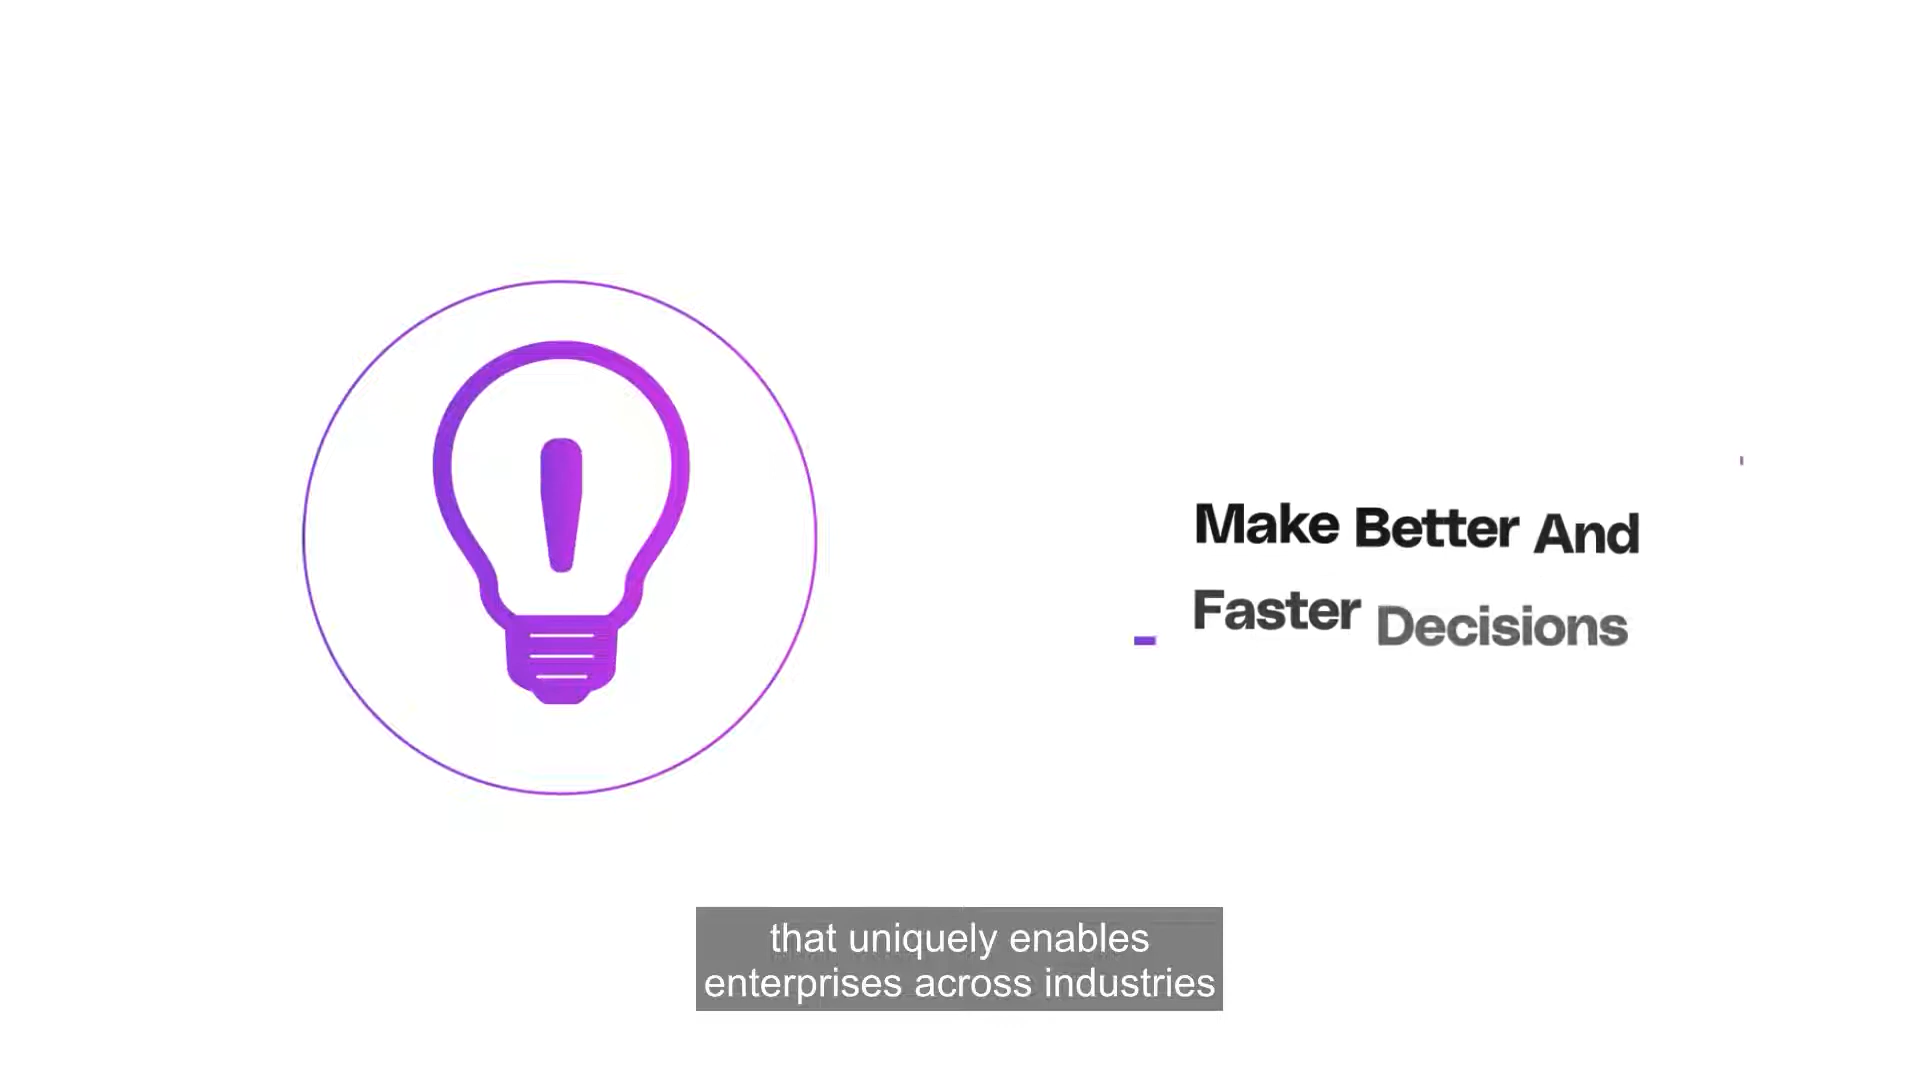 Make Better And
Faster Decisions
that uniquely enables
enterprises across industries